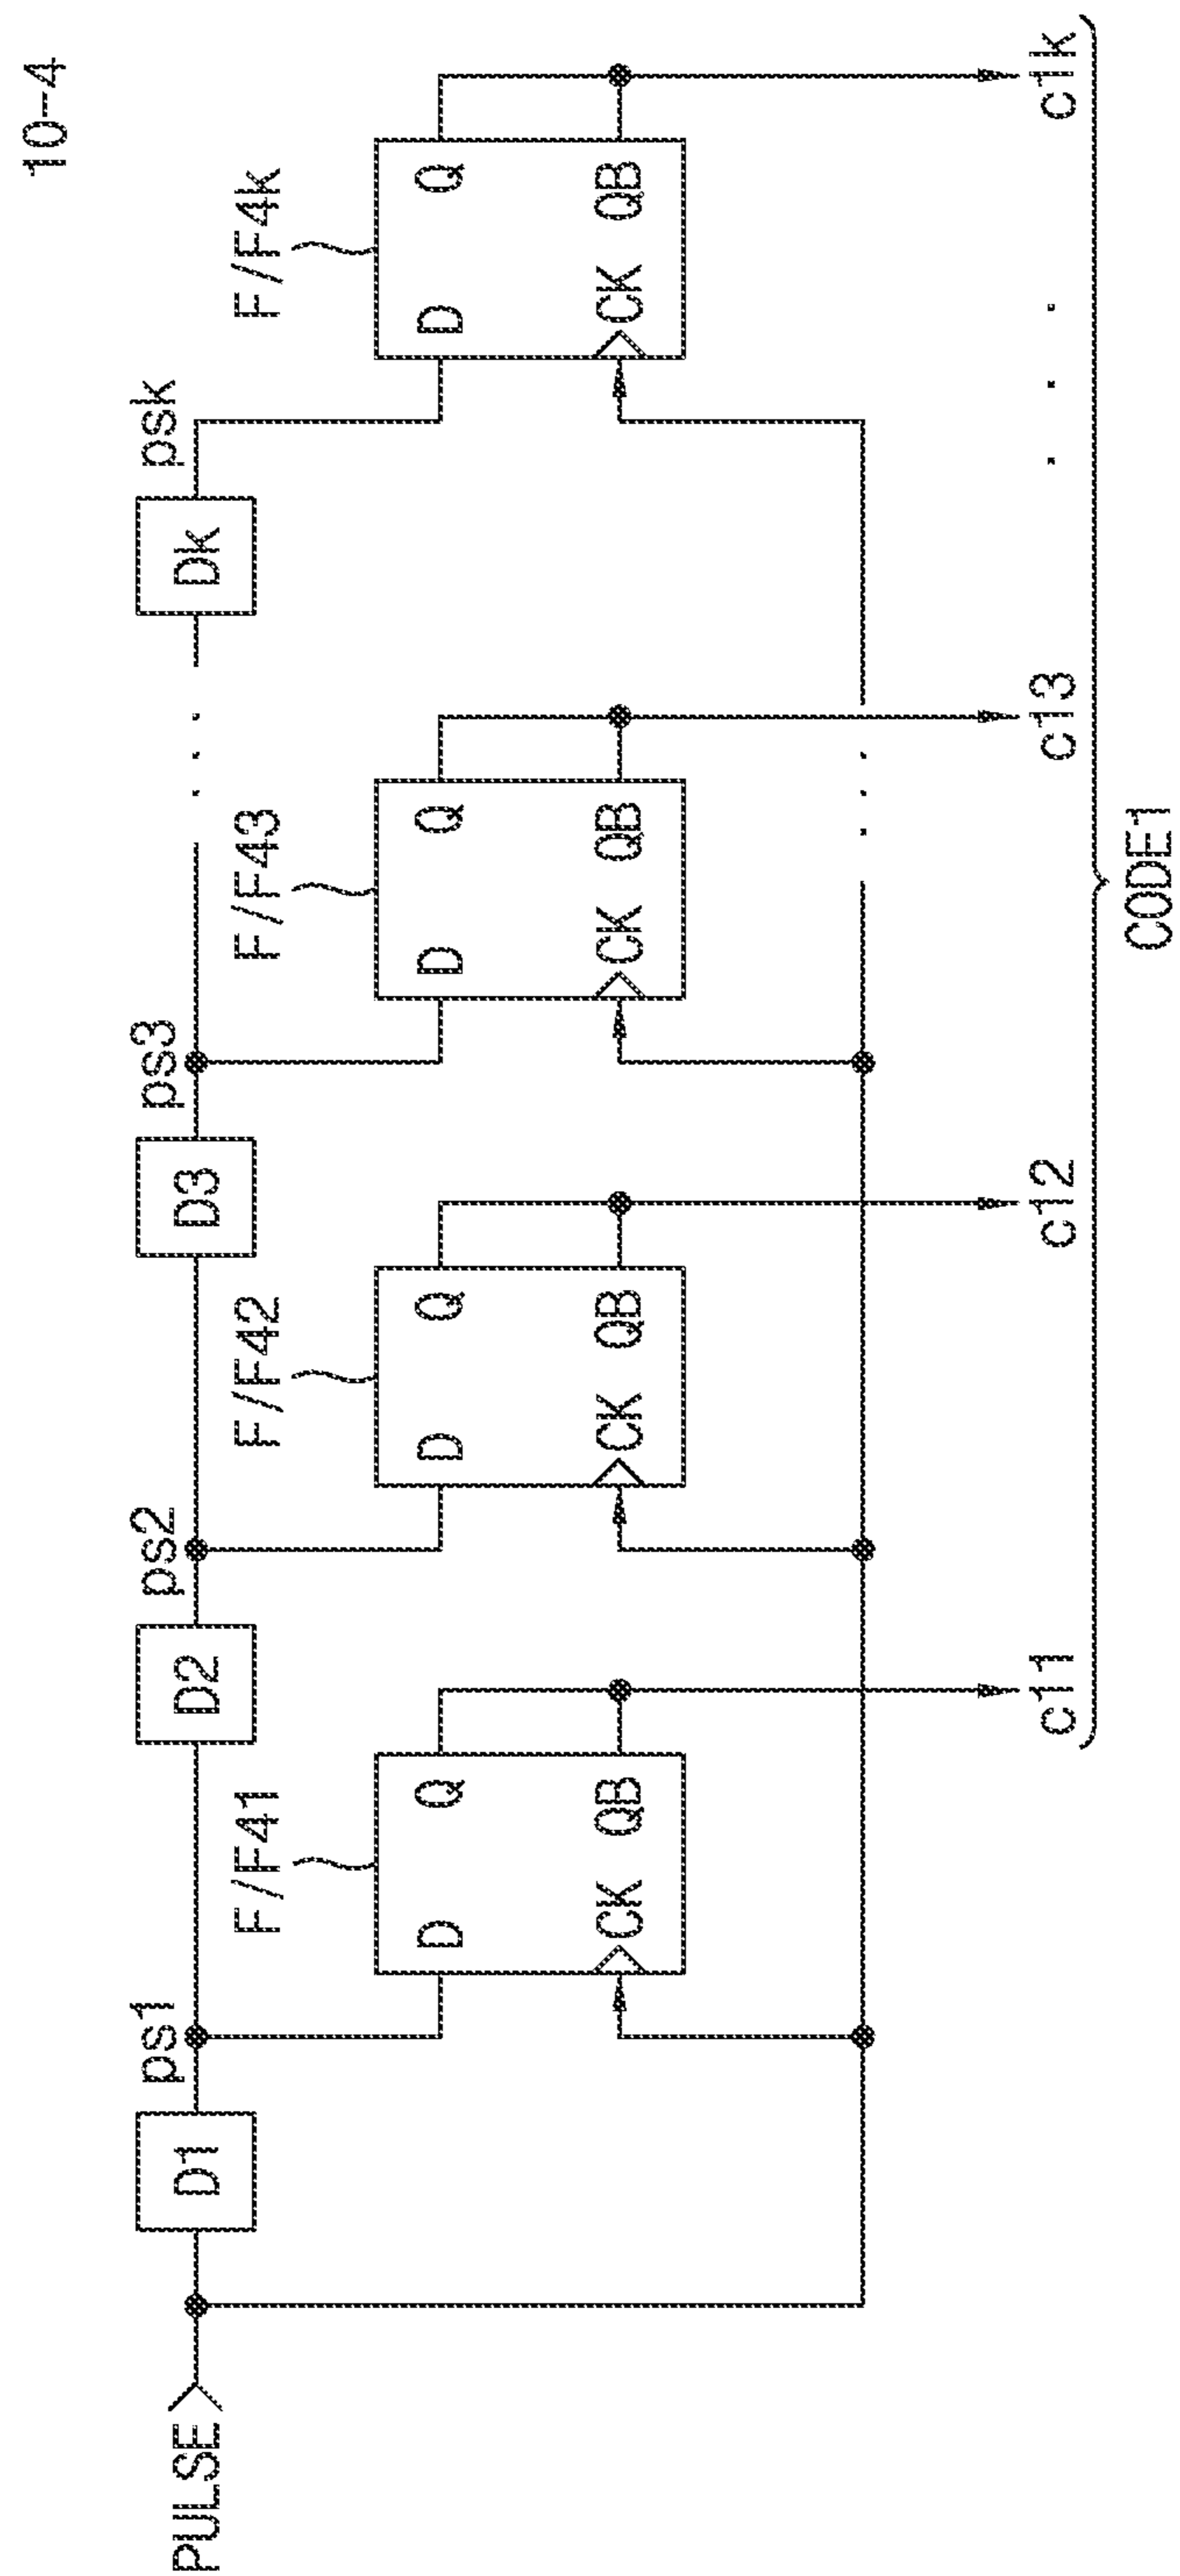 10-4
PULSE
D1
ps1
D2
ps2
D3
ps3
Dk
psk
F/F41
F/F42
F/F43
F/F4k
D Q
CK QB
D Q
CK QB
D Q
CK QB
D Q
CK QB
c11
c12
c13
. . .
c1k
CODE1